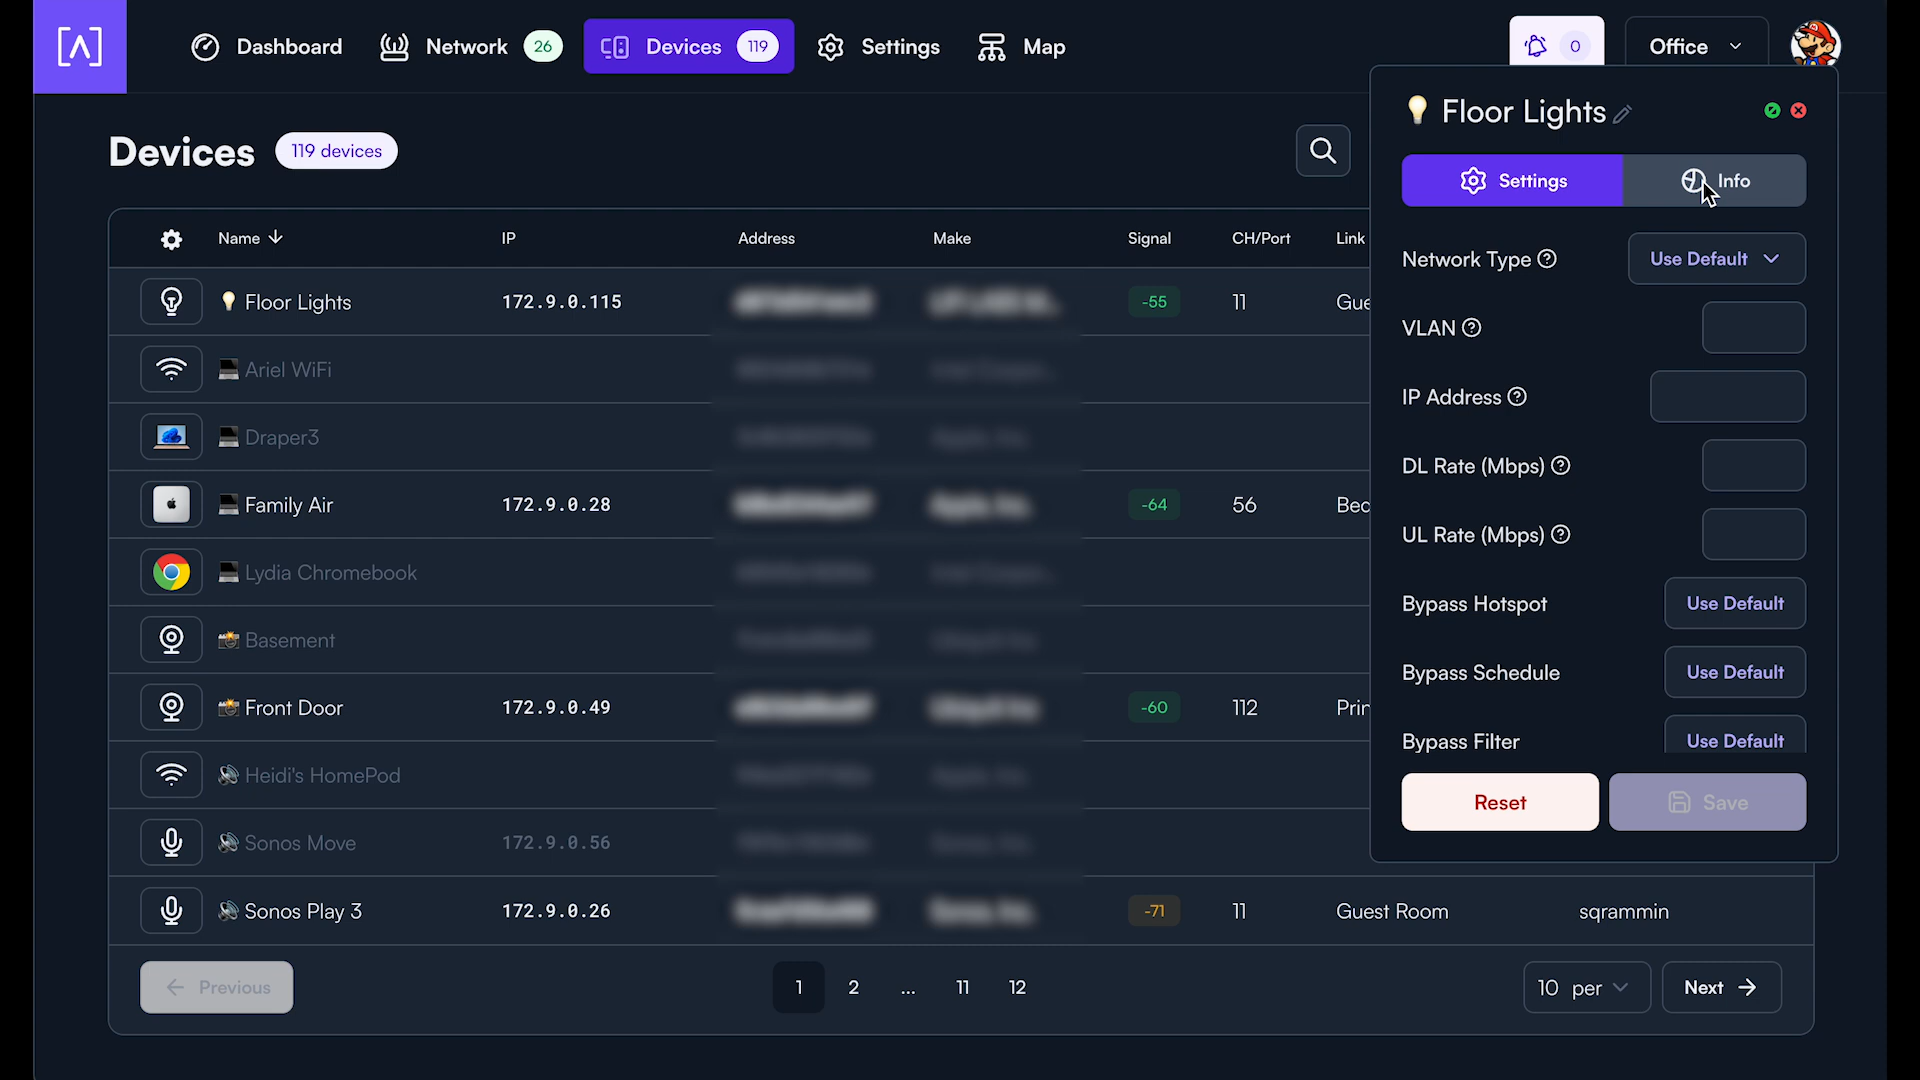 [Λ] Dashboard Network 26 Devices 119 Settings Map 0 Office
Devices 119 devices
Name IP Address Make Signal CH/Port Link
Floor Lights 172.9.0.115 -55 11 Gue
Ariel WiFi
Draper3
Family Air 172.9.0.28 -64 56 Bec
Lydia Chromebook
Basement
Front Door 172.9.0.49 -60 112 Prin
Heidi's HomePod
Sonos Move 172.9.0.56
Sonos Play 3 172.9.0.26 -71 11 Guest Room sqrammin
Previous 1 2 ... 11 12 10 per Next
Floor Lights
Settings Info
Network Type Use Default
VLAN
IP Address
DL Rate (Mbps)
UL Rate (Mbps)
Bypass Hotspot Use Default
Bypass Schedule Use Default
Bypass Filter Use Default
Reset Save